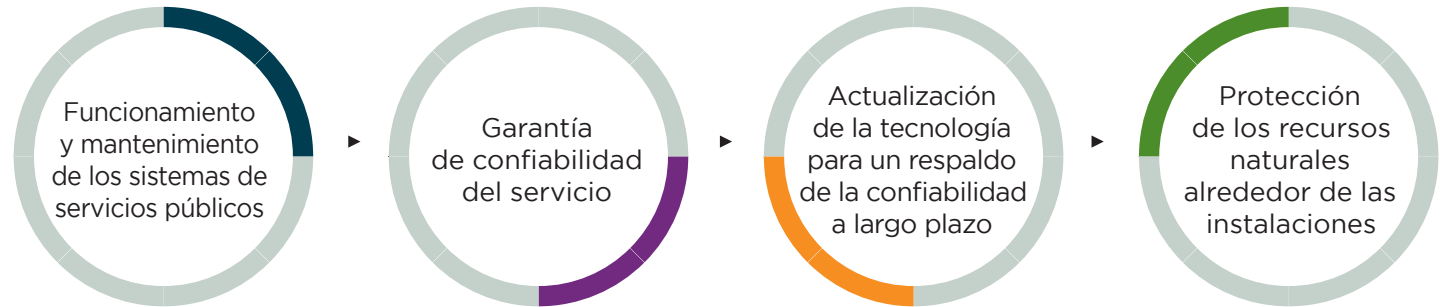 Funcionamiento
y mantenimiento
de los sistemas de
servicios públicos
Garantía
de confiabilidad
del servicio
Actualización
de la tecnología
para un respaldo
de la confiabilidad
a largo plazo
Protección
de los recursos
naturales
alrededor de las
instalaciones